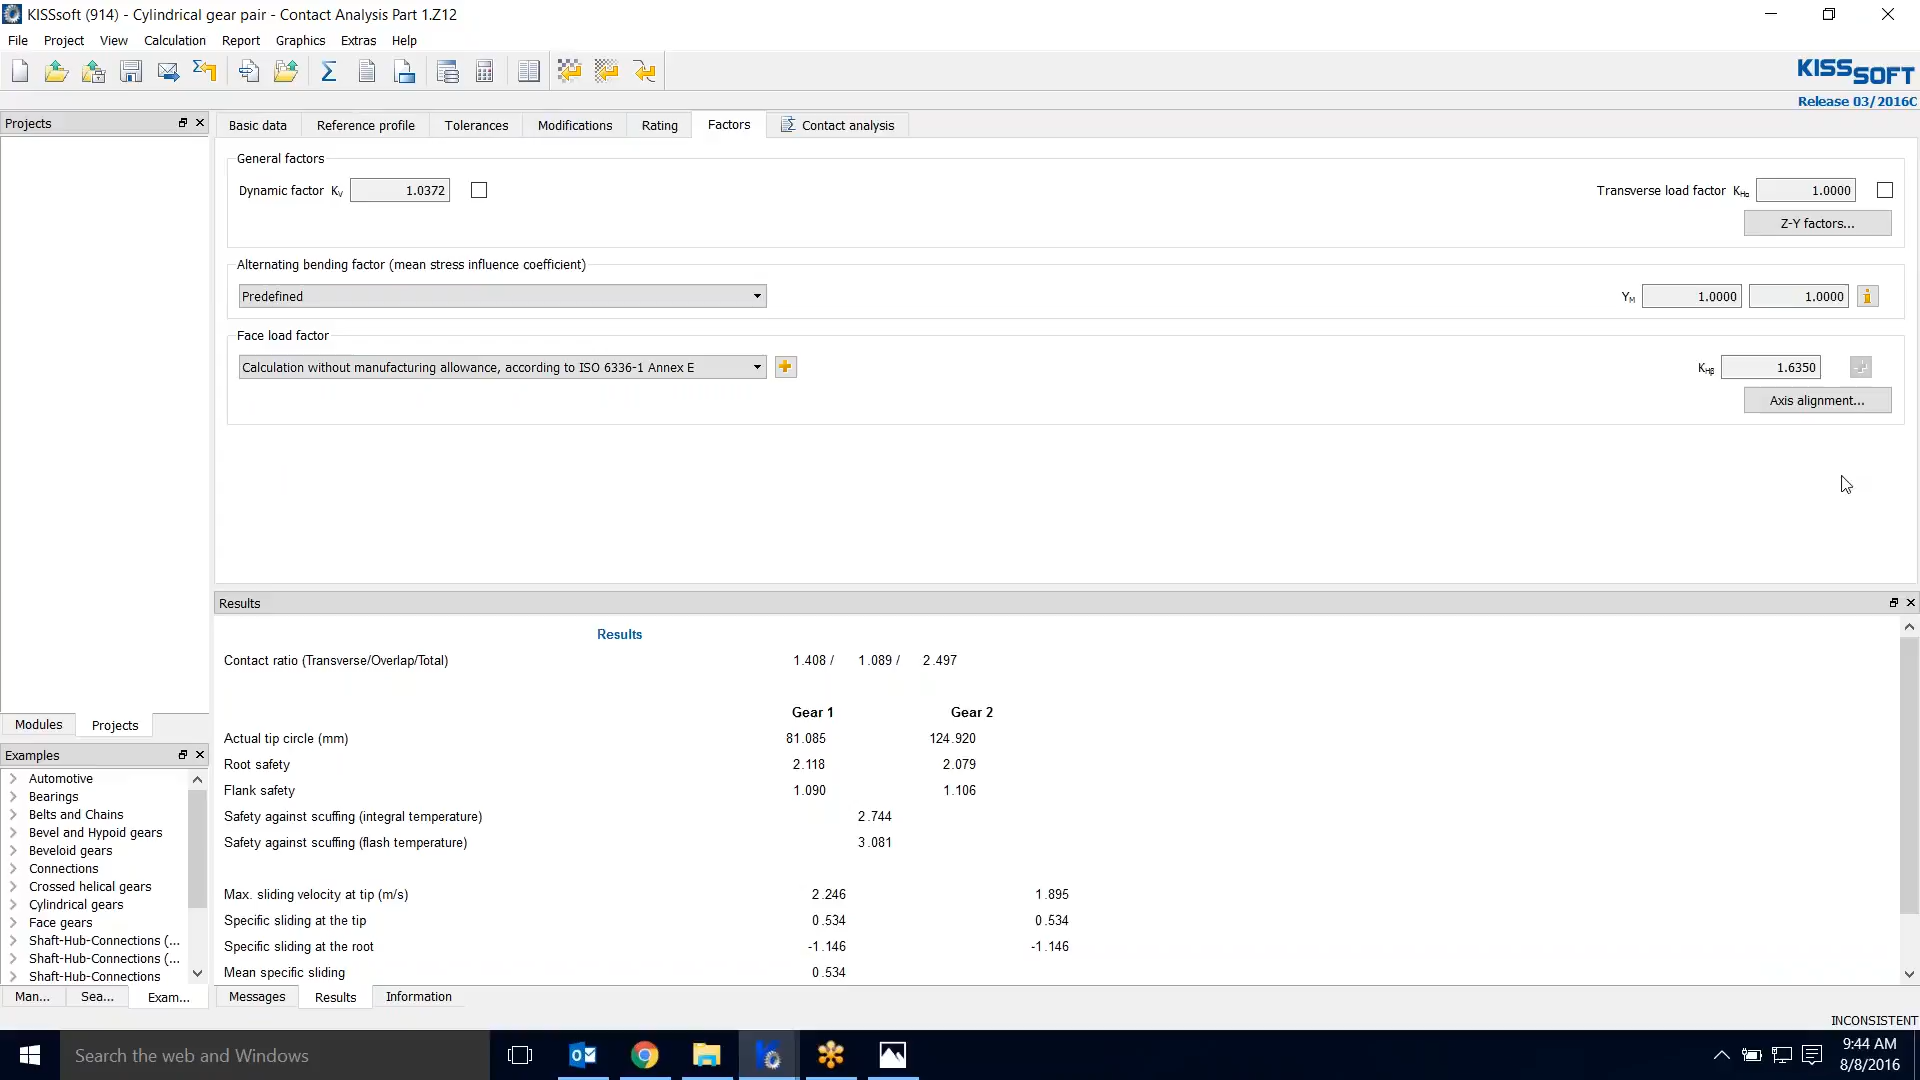 KISSsoft (914) - Cylindrical gear pair - Contact Analysis Part 1.Z12
File Project View Calculation Report Graphics Extras Help
KISSSOFT
Release 03/2016C
Projects
Basic data Reference profile Tolerances Modifications Rating Factors Contact analysis
General factors
Dynamic factor KV 1.0372
Transverse load factor KHα 1.0000
Z-Y factors...
Alternating bending factor (mean stress influence coefficient)
Predefined
YM 1.0000 1.0000
Face load factor
Calculation without manufacturing allowance, according to ISO 6336-1 Annex E
KHβ 1.6350
Axis alignment...
Results
Results
Contact ratio (Transverse/Overlap/Total) 1.408 / 1.089 / 2.497
Gear 1 Gear 2
Actual tip circle (mm) 81.085 124.920
Root safety 2.118 2.079
Flank safety 1.090 1.106
Safety against scuffing (integral temperature) 2.744
Safety against scuffing (flash temperature) 3.081
Max. sliding velocity at tip (m/s) 2.246 1.895
Specific sliding at the tip 0.534 0.534
Specific sliding at the root -1.146 -1.146
Mean specific sliding 0.534
Modules Projects
Examples
Automotive
Bearings
Belts and Chains
Bevel and Hypoid gears
Beveloid gears
Connections
Crossed helical gears
Cylindrical gears
Face gears
Shaft-Hub-Connections (...
Shaft-Hub-Connections (...
Shaft-Hub-Connections
Man... Sea... Exam...
Messages Results Information
INCONSISTENT
Search the web and Windows
9:44 AM
8/8/2016